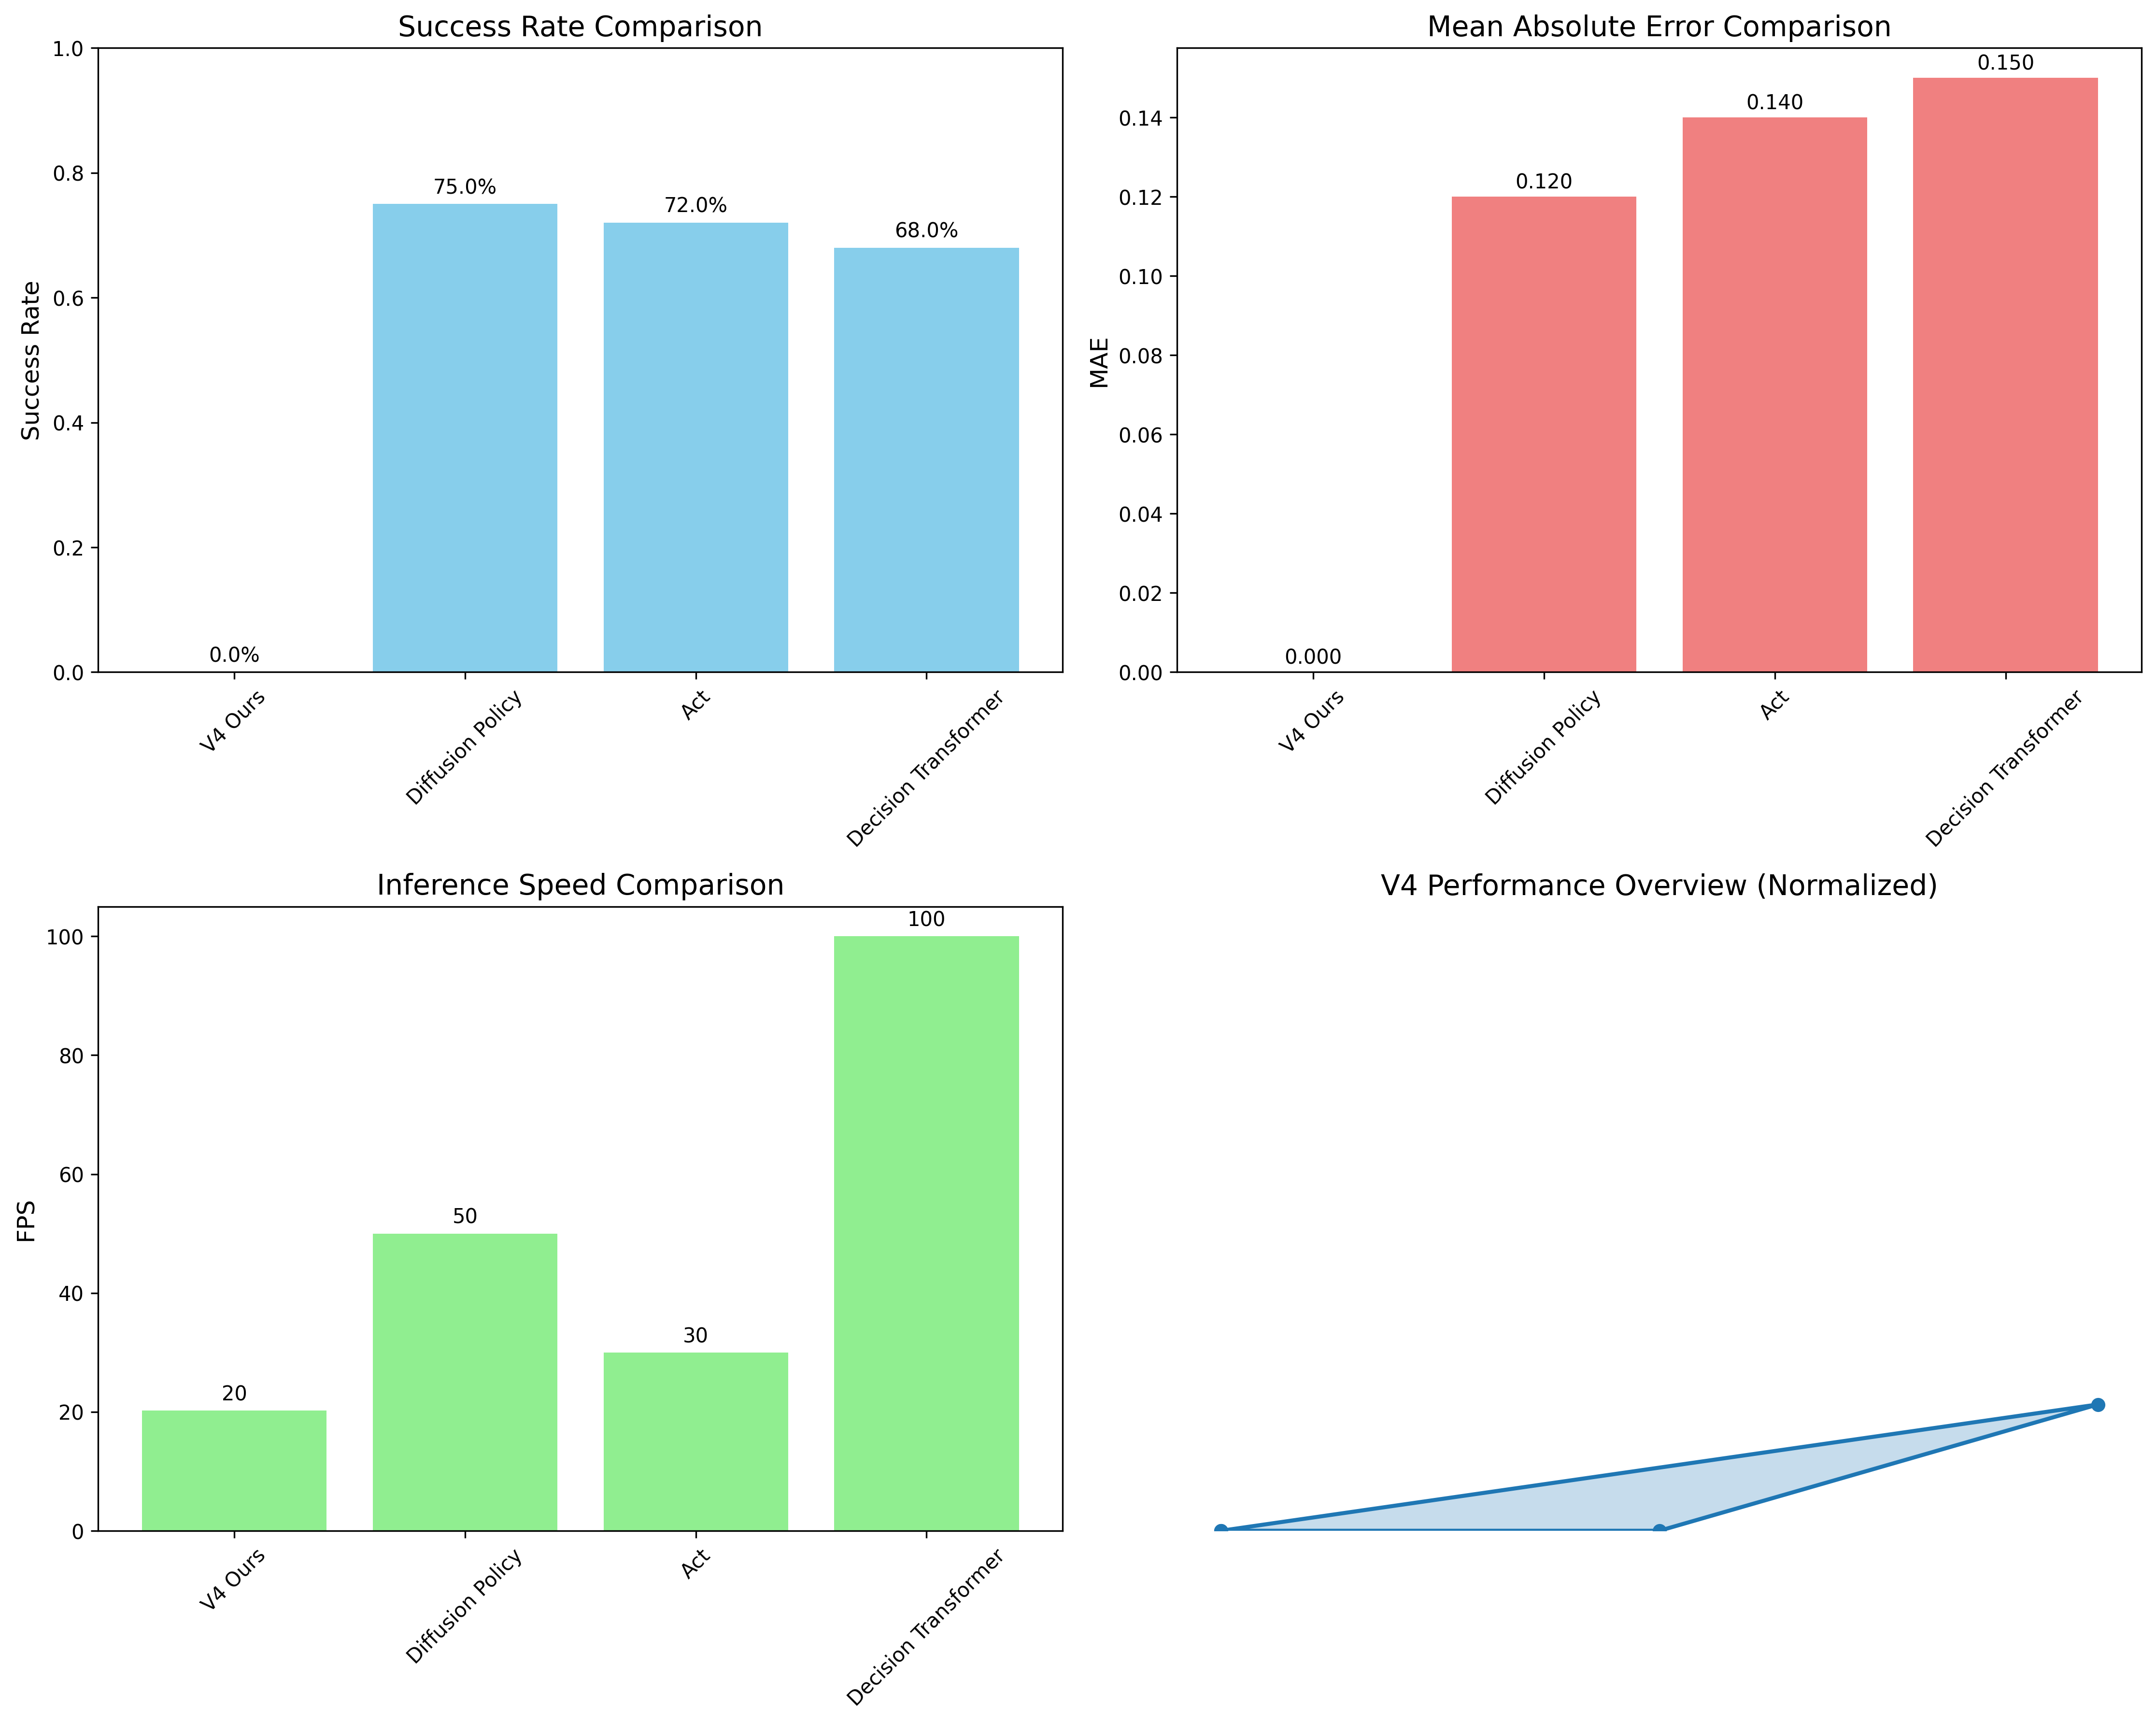 Success Rate Comparison
Success Rate
1.0
0.8
0.6
0.4
0.2
0.0
0.0%
75.0%
72.0%
68.0%
V4 Ours
Diffusion Policy
Act
Decision Transformer
Mean Absolute Error Comparison
MAE
0.14
0.12
0.10
0.08
0.06
0.04
0.02
0.00
0.000
0.120
0.140
0.150
V4 Ours
Diffusion Policy
Act
Decision Transformer
Inference Speed Comparison
FPS
100
80
60
40
20
0
20
50
30
100
V4 Ours
Diffusion Policy
Act
Decision Transformer
V4 Performance Overview (Normalized)